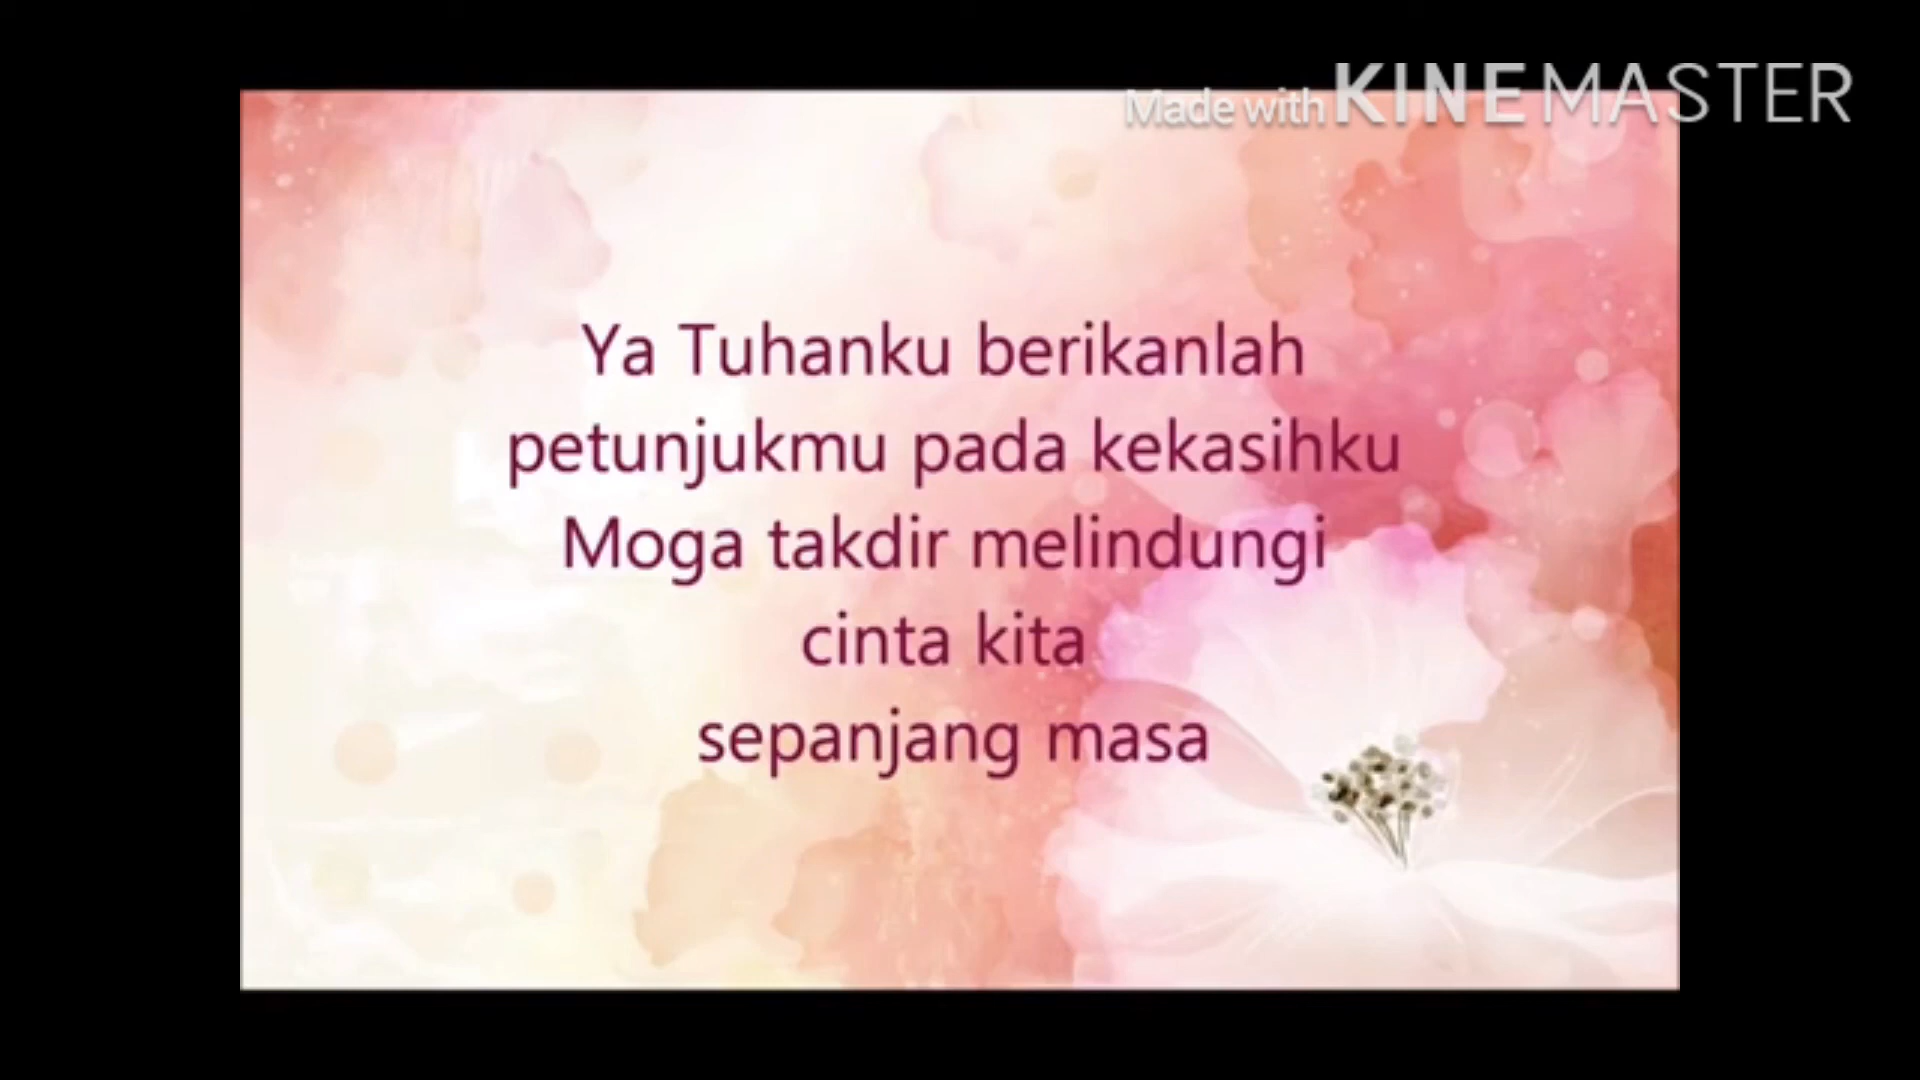 Made with KINEMASTER
Ya Tuhanku berikanlah
petunjukmu pada kekasihku
Moga takdir melindungi
cinta kita
sepanjang masa